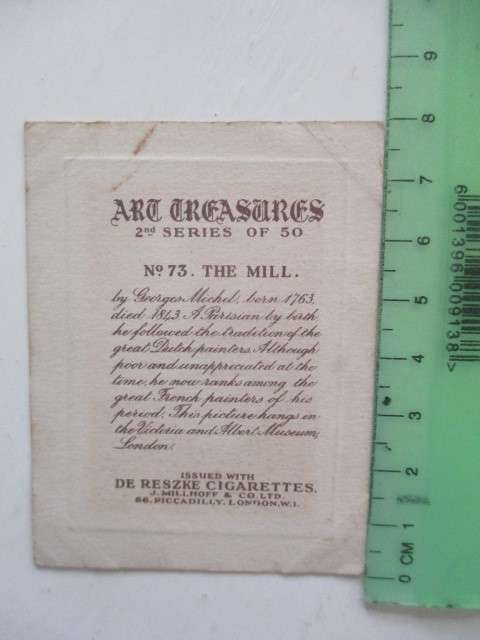 ART TREASURES
2nd SERIES OF 50
No 73. THE MILL.
by Georges Michel, born 1763,
died 1843. A Parisian by birth
he followed the tradition of the
great Dutch painters. Although
poor and unappreciated at the
time, he now ranks among the
great French painters of his
period. This picture hangs in
the Victoria and Albert Museum,
London.
ISSUED WITH
DE RESZKE CIGARETTES.
J. MILLHOFF & CO. LTD.
86. PICCADILLY, LONDON, W.1.
0 CM 1 2 3 4 5 6 7 8 9
6001396009138>